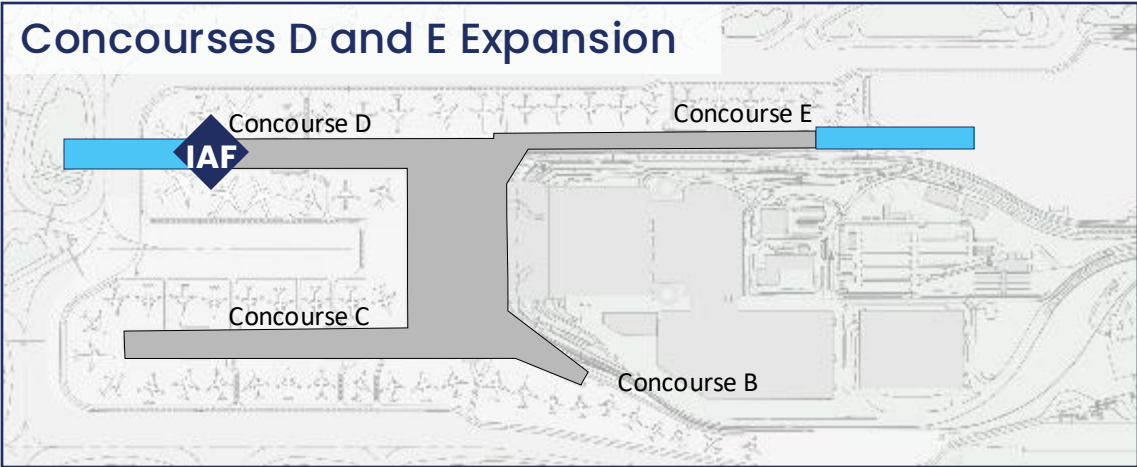 Concourses D and E Expansion
Concourse E
Concourse D
IAF
Concourse C
Concourse B